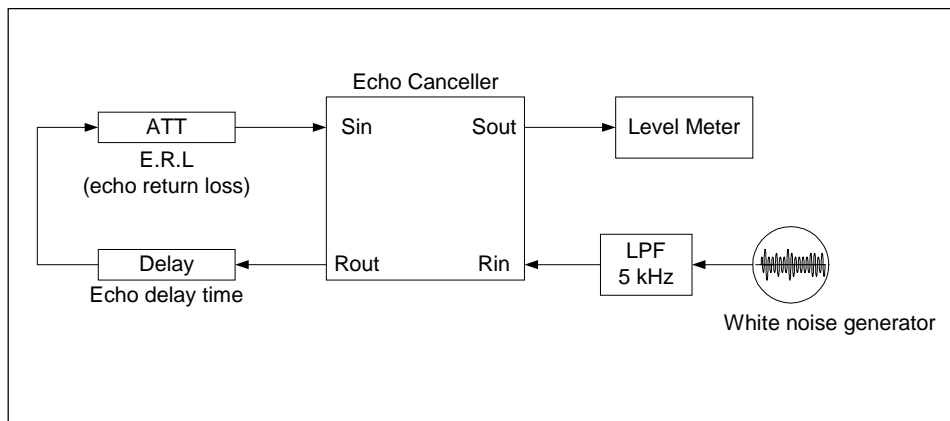 Echo Canceller
ATT
E.R.L
(echo return loss)
Sin
Sout
Level Meter
Delay
Echo delay time
Rout
Rin
LPF
5 kHz
White noise generator